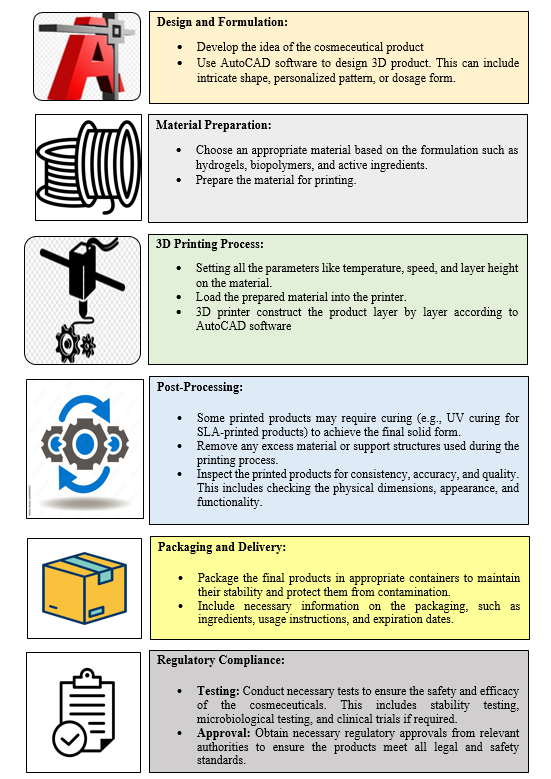 Design and Formulation:
• Develop the idea of the cosmeceutical product
• Use AutoCAD software to design 3D product. This can include
intricate shape, personalized pattern, or dosage form.
Material Preparation:
• Choose an appropriate material based on the formulation such as
hydrogels, biopolymers, and active ingredients.
• Prepare the material for printing.
3D Printing Process:
• Setting all the parameters like temperature, speed, and layer height
on the material.
• Load the prepared material into the printer.
• 3D printer construct the product layer by layer according to
AutoCAD software
Post-Processing:
• Some printed products may require curing (e.g., UV curing for
SLA-printed products) to achieve the final solid form.
• Remove any excess material or support structures used during the
printing process.
• Inspect the printed products for consistency, accuracy, and quality.
This includes checking the physical dimensions, appearance, and
functionality.
Packaging and Delivery:
• Package the final products in appropriate containers to maintain
their stability and protect them from contamination.
• Include necessary information on the packaging, such as
ingredients, usage instructions, and expiration dates.
Regulatory Compliance:
• Testing: Conduct necessary tests to ensure the safety and efficacy
of the cosmeceuticals. This includes stability testing,
microbiological testing, and clinical trials if required.
• Approval: Obtain necessary regulatory approvals from relevant
authorities to ensure the products meet all legal and safety
standards.